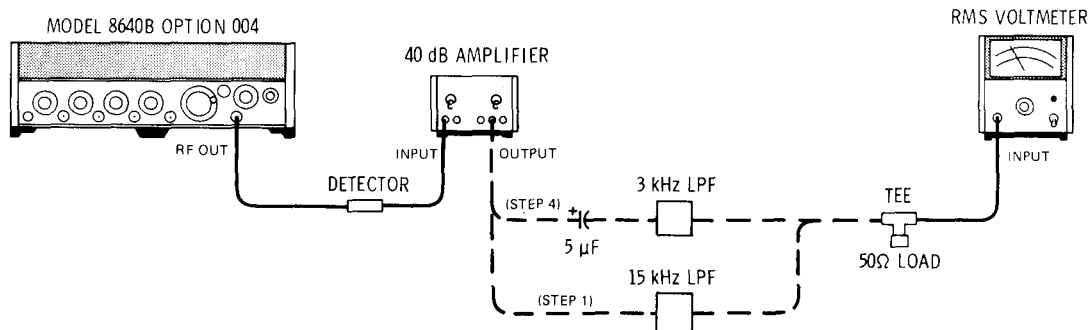 MODEL 8640B OPTION 004
RMS VOLTMETER
40 dB AMPLIFIER
RF OUT
INPUT
OUTPUT
INPUT
DETECTOR
3 kHz LPF
TEE
(STEP 4)
+
5 µF
50Ω LOAD
15 kHz LPF
(STEP 1)